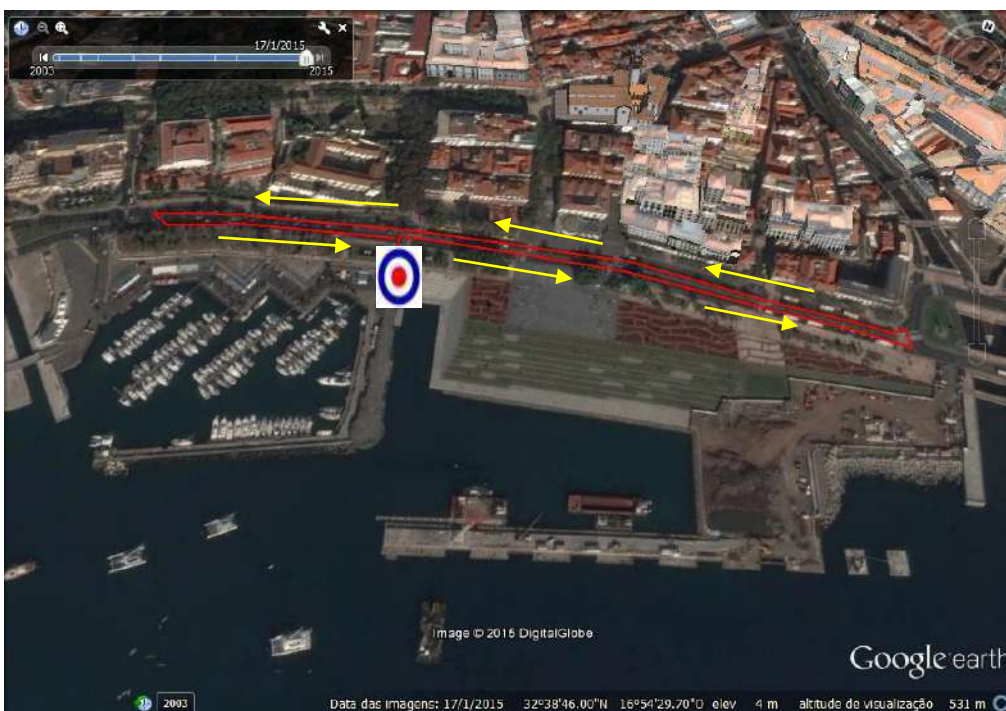 17/1/2015
2003
2015
N
Image © 2015 DigitalGlobe
Google earth
2003
Data das imagens: 17/1/2015 32°38'46.00"N 16°54'29.70"O elev 4 m altitude de visualização 531 m